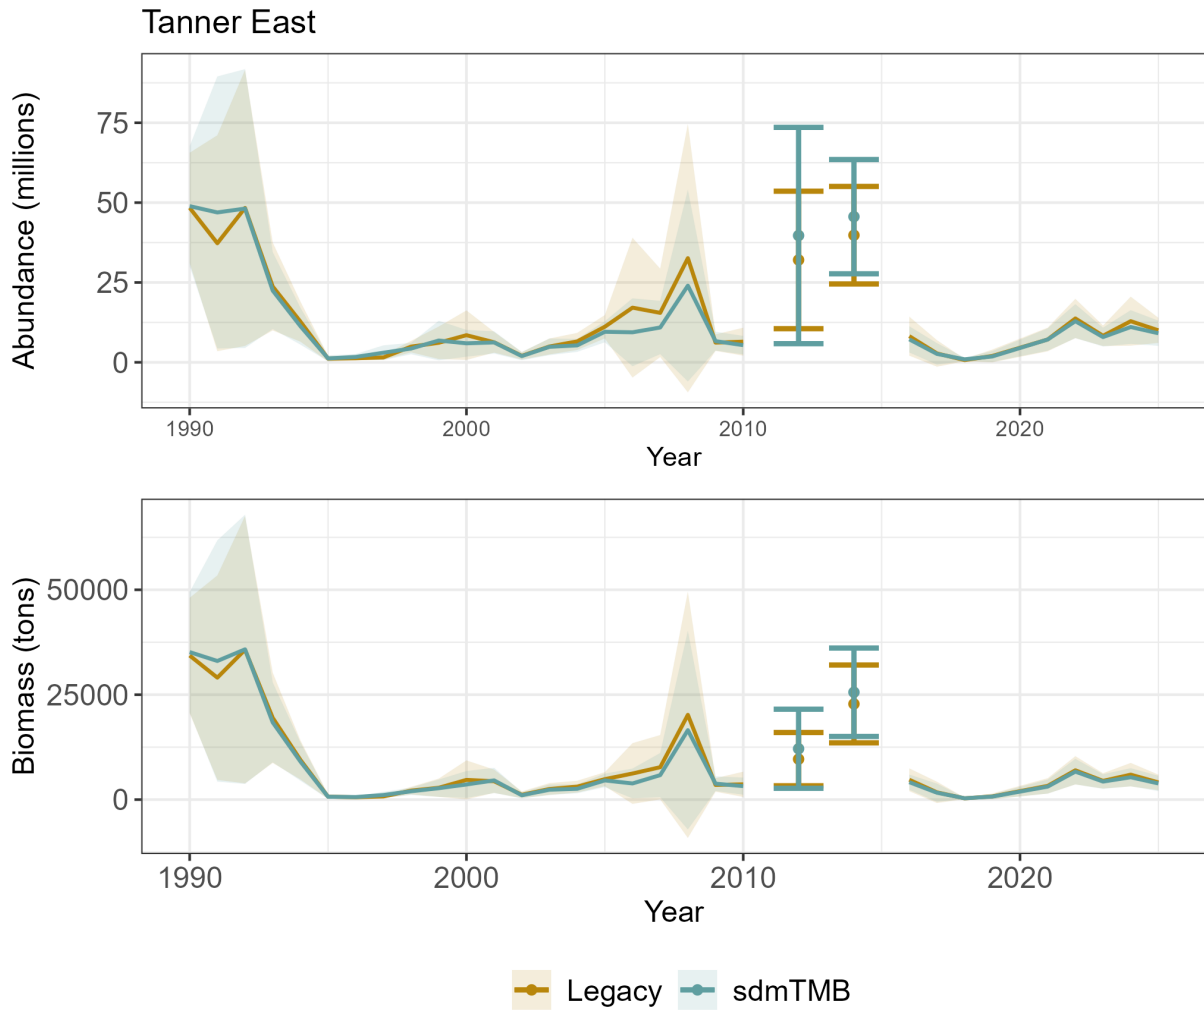 Tanner East
Abundance (millions)
75
50
25
0
1990 2000 2010 2020
Year
Biomass (tons)
50000
25000
0
1990 2000 2010 2020
Year
Legacy sdmTMB